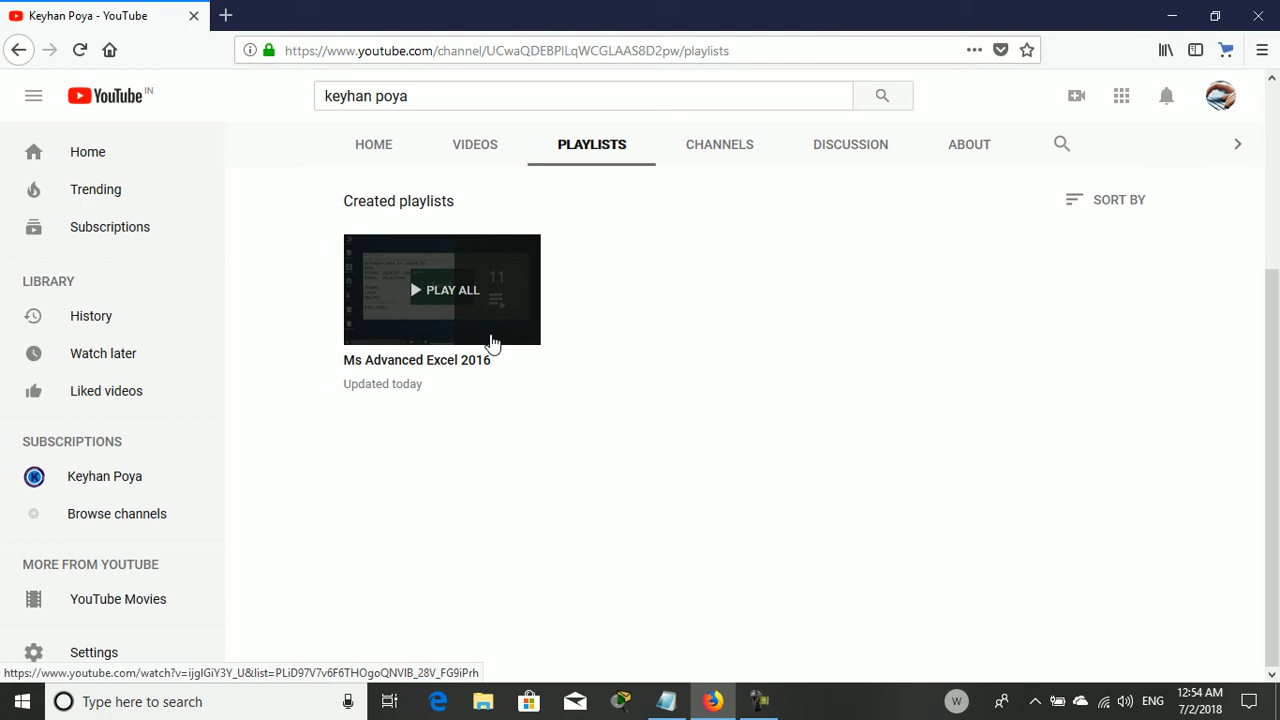 Keyhan Poya - YouTube
https://www.youtube.com/channel/UCwaQDEBPlLqWCGLAAS8D2pw/playlists
YouTube IN
keyhan poya
HOME VIDEOS PLAYLISTS CHANNELS DISCUSSION ABOUT
Home
Trending
Subscriptions
LIBRARY
History
Watch later
Liked videos
SUBSCRIPTIONS
Keyhan Poya
Browse channels
MORE FROM YOUTUBE
YouTube Movies
Settings
Created playlists
SORT BY
11
PLAY ALL
Ms Advanced Excel 2016
Updated today
https://www.youtube.com/watch?v=ijgIGiY3Y_U&list=PLiD97V7v6F6THOgoQNVIB_28V_FG9iPrh
Type here to search
W
ENG
12:54 AM
7/2/2018